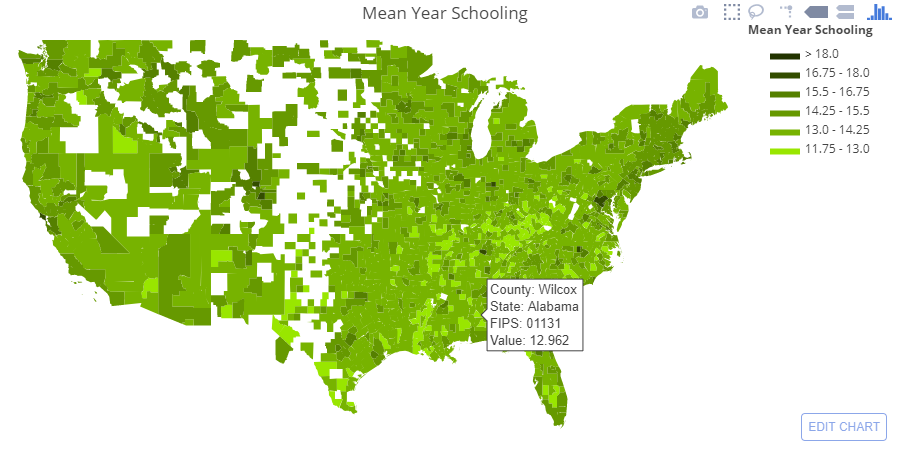 Mean Year Schooling
Mean Year Schooling
> 18.0
16.75 - 18.0
15.5 - 16.75
14.25 - 15.5
13.0 - 14.25
11.75 - 13.0
County: Wilcox
State: Alabama
FIPS: 01131
Value: 12.962
EDIT CHART